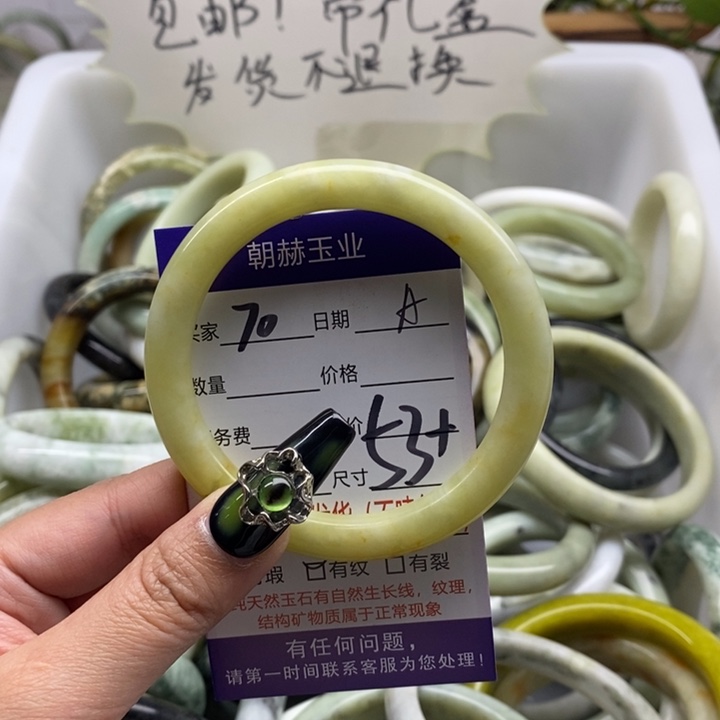 包邮！带礼盒
发货不退换
朝赫玉业
买家 70 日期 A
数量 价格
务费 价
尺寸 53+
有纹 有裂
纯天然玉石有自然生长线，纹理，
结构矿物质属于正常现象
有任何问题，
请第一时间联系客服为您处理！